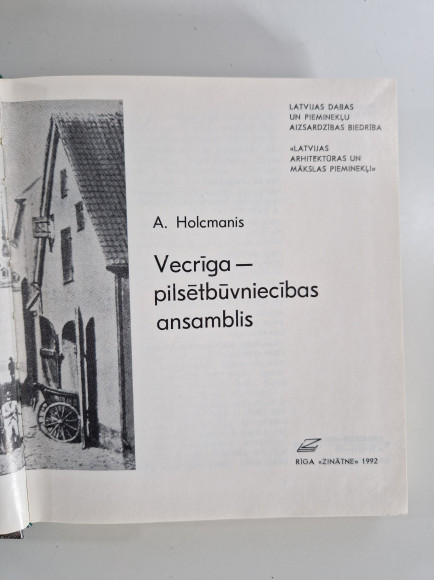 LATVIJAS DABAS
UN PIEMINEKĻU
AIZSARDZĪBAS BIEDRĪBA
«LATVIJAS
ARHITEKTŪRAS UN
MĀKSLAS PIEMINEKĻI»
A. Holcmanis
Vecrīga —
pilsētbūvniecības
ansamblis
RĪGA «ZINĀTNE» 1992